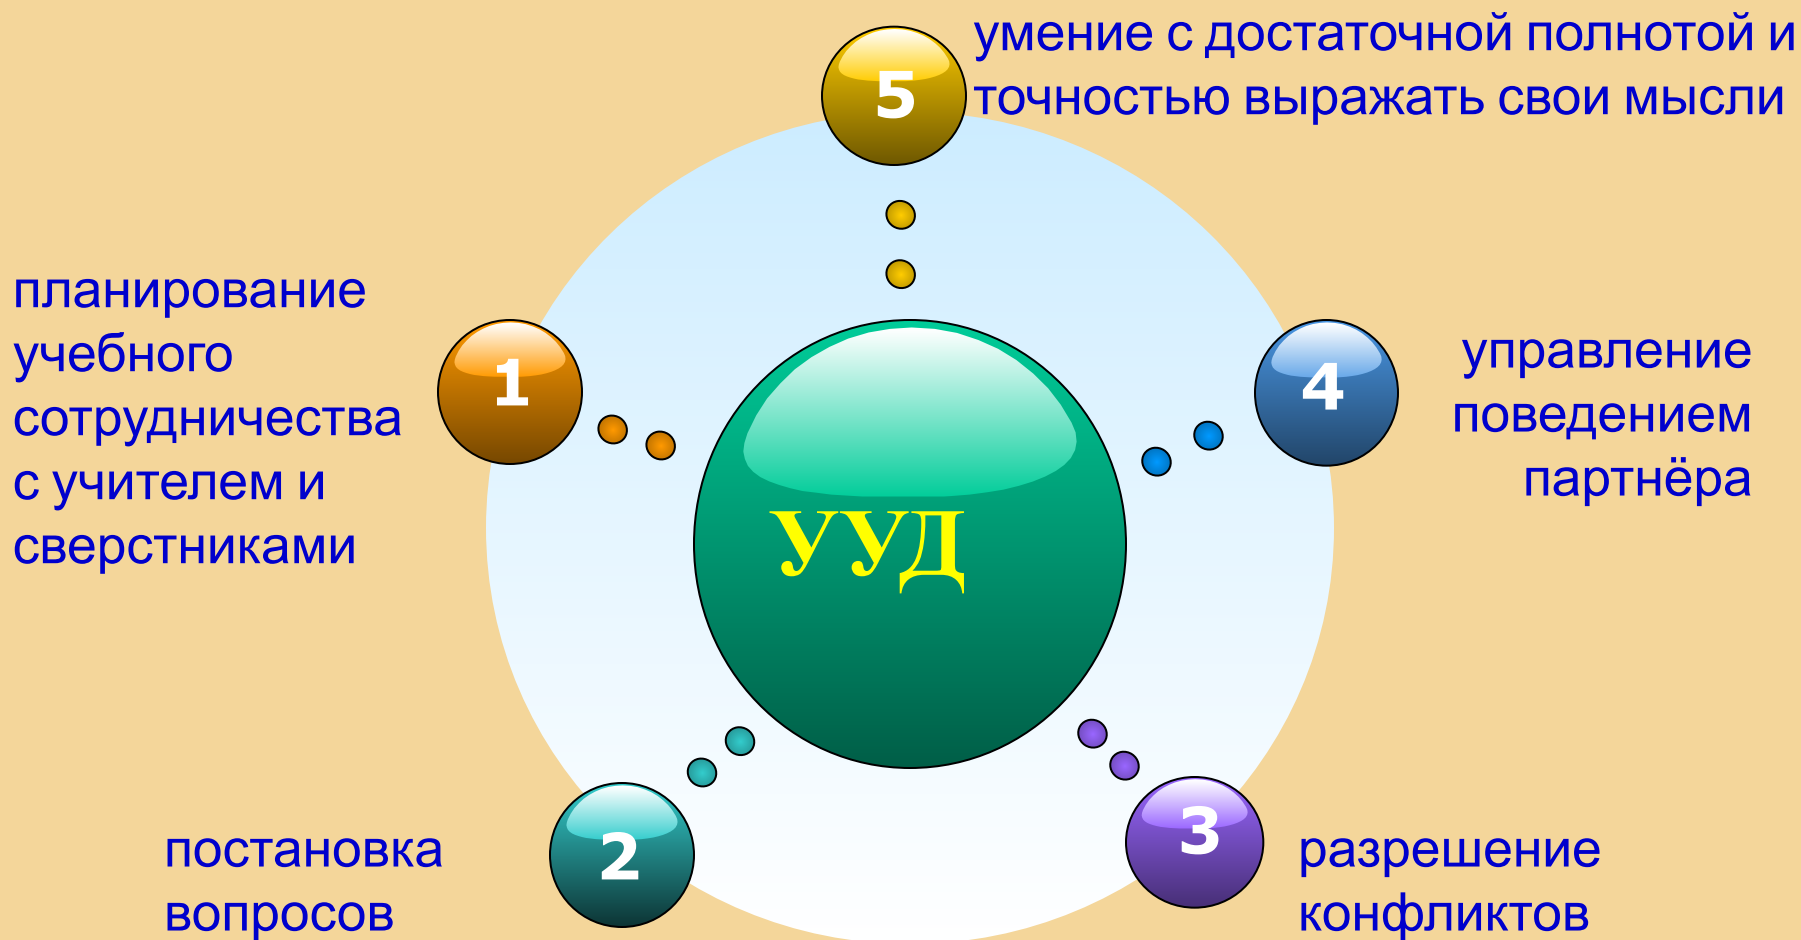 5
умение с достаточной полнотой и
точностью выражать свои мысли
планирование
учебного
сотрудничества
с учителем и
сверстниками
1
4
управление
поведением
партнёра
УУД
2
постановка
вопросов
3
разрешение
конфликтов